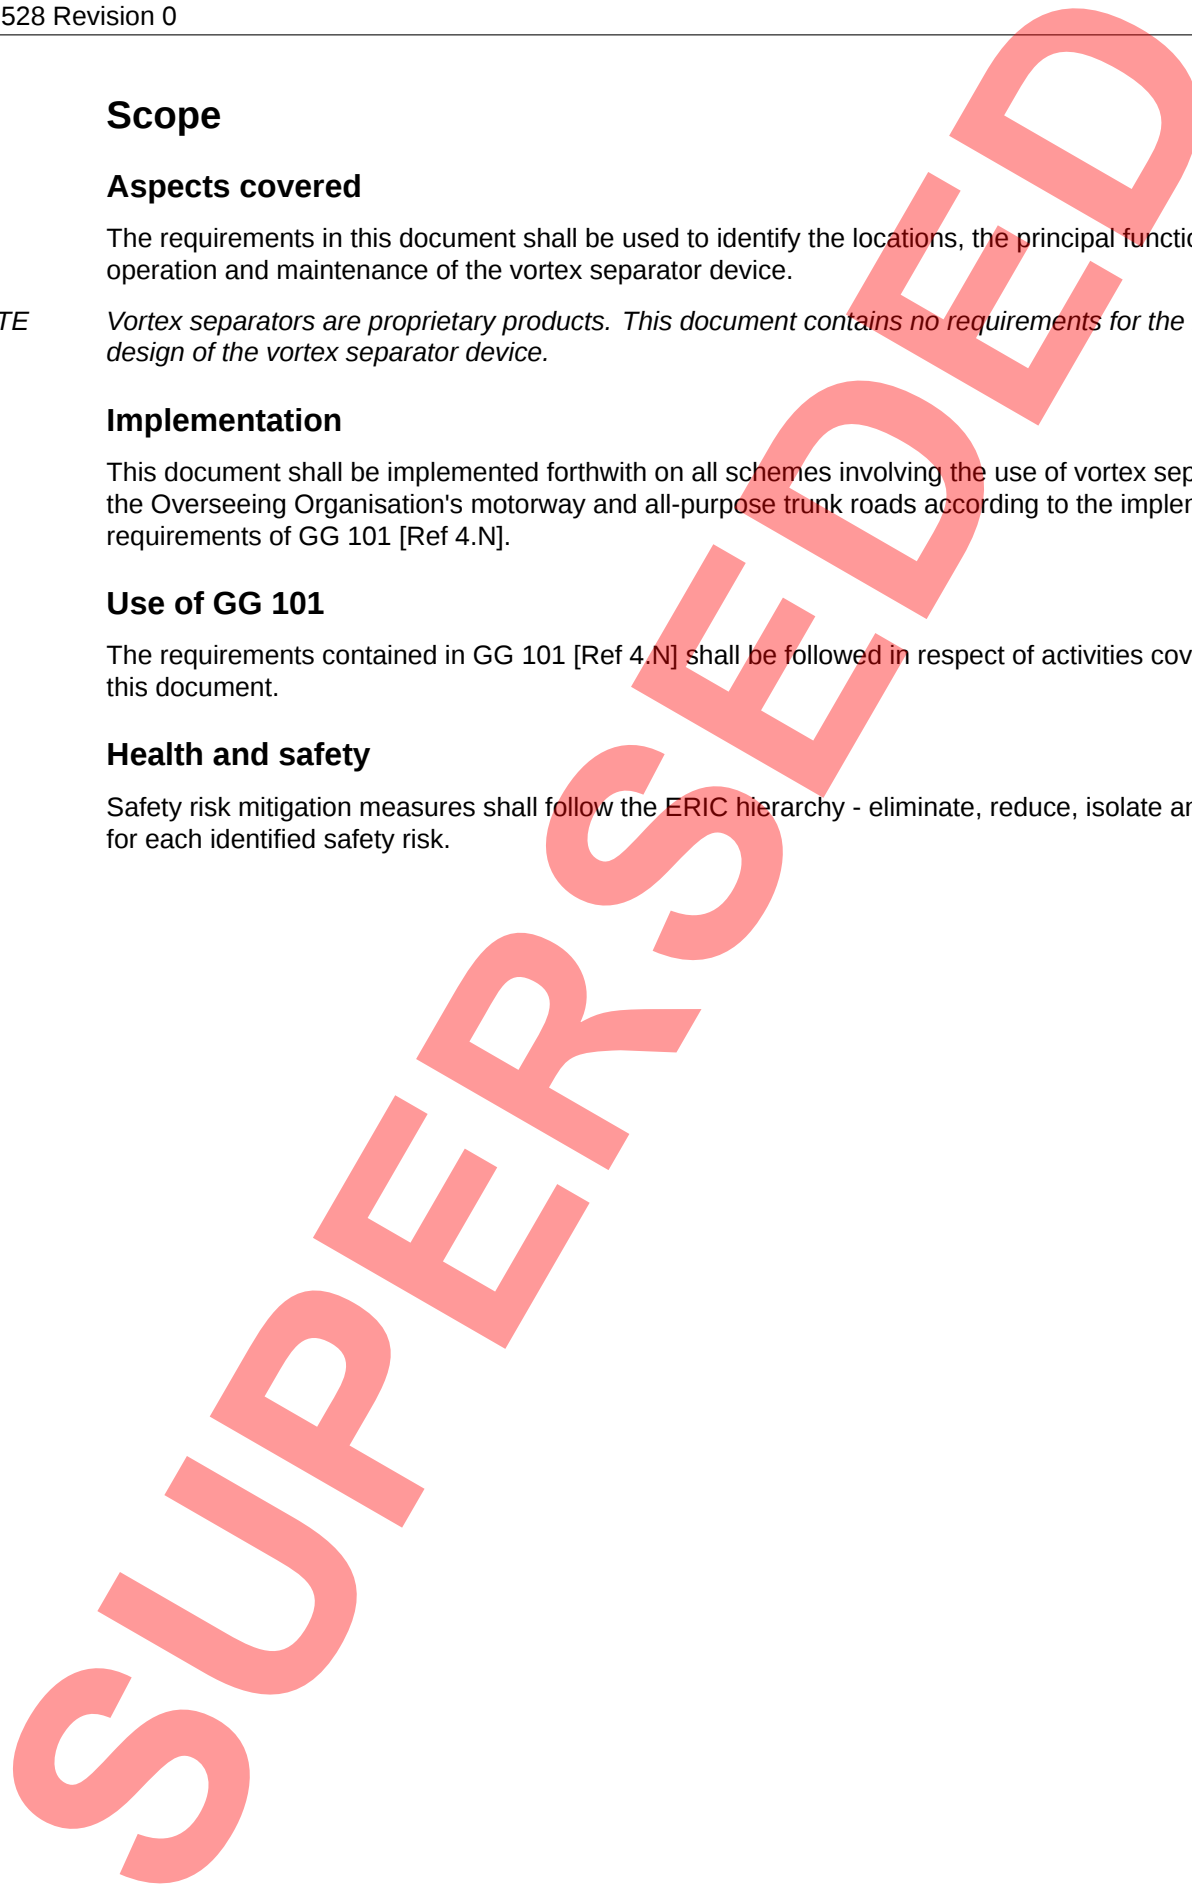 528 Revision 0
Scope
Aspects covered
The requirements in this document shall be used to identify the locations, the principal
operation and maintenance of the vortex separator device.
Vortex separators are proprietary products. This document contains no requirements for the
design of the vortex separator device.
Implementation
This document shall be implemented forthwith on all schemes involving the use of vortex
the Overseeing Organisation's motorway and all-purpose trunk roads according to the
requirements of GG 101 [Ref 4.N].
Use of GG 101
The requirements contained in GG 101 [Ref 4.N] shall be followed in respect of activities
this document.
Health and safety
Safety risk mitigation measures shall follow the ERIC hierarchy - eliminate, reduce, isolate
for each identified safety risk.
SUPERSEDED